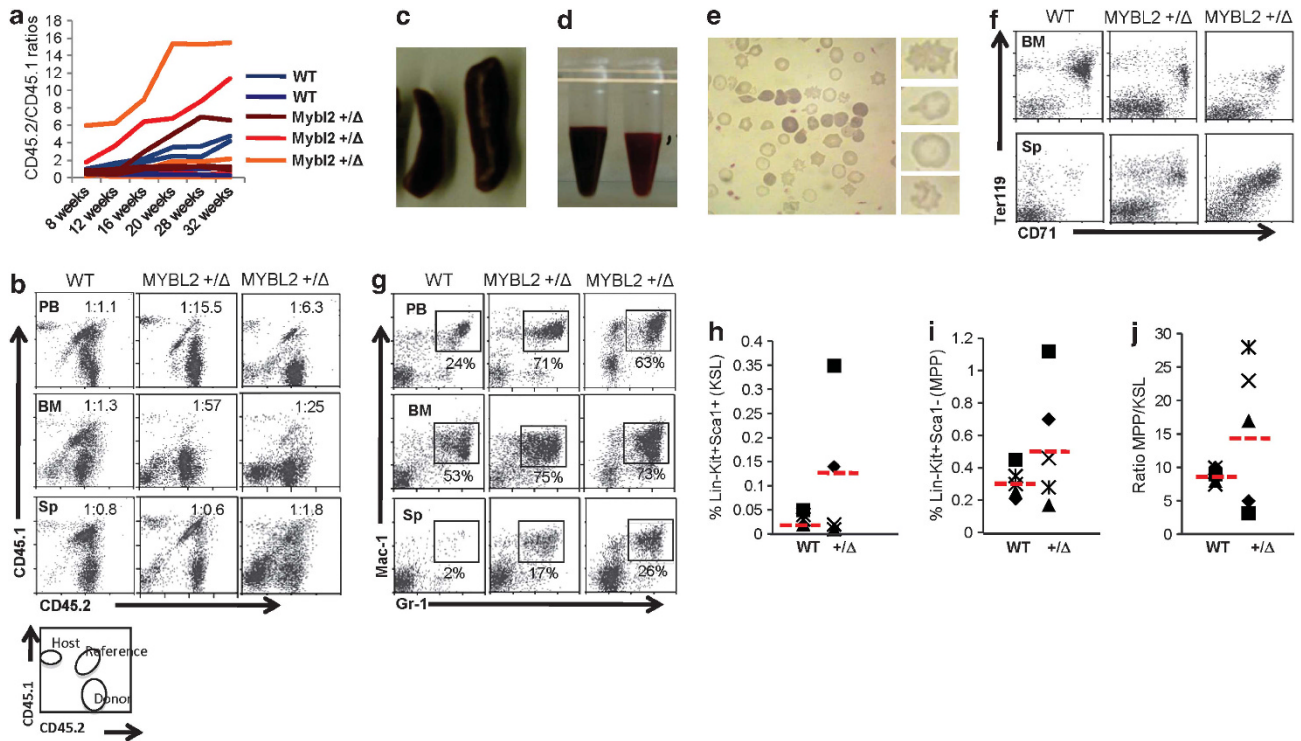 a
CD45.2/CD45.1 ratios
18
16
14
12
10
8
6
4
2
0
8 weeks
12 weeks
16 weeks
20 weeks
28 weeks
32 weeks
WT
WT
Mybl2 +/Δ
Mybl2 +/Δ
Mybl2 +/Δ
c
d
e
f
WT MYBL2 +/Δ MYBL2 +/Δ
BM
Sp
Ter119
CD71
b
WT MYBL2 +/Δ MYBL2 +/Δ
PB 1:1.1 1:15.5 1:6.3
BM 1:1.3 1:57 1:25
Sp 1:0.8 1:0.6 1:1.8
CD45.1
CD45.2
Host
Reference
Donor
CD45.1
CD45.2
g
WT MYBL2 +/Δ MYBL2 +/Δ
PB
24% 71% 63%
BM
53% 75% 73%
Sp
2% 17% 26%
Mac-1
Gr-1
h
% Lin-Kit+Sca1+ (KSL)
0.4
0.35
0.3
0.25
0.2
0.15
0.1
0.05
0
WT +/Δ
i
% Lin-Kit+Sca1- (MPP)
1.2
1
0.8
0.6
0.4
0.2
0
WT +/Δ
j
Ratio MPP/KSL
30
25
20
15
10
5
0
WT +/Δ